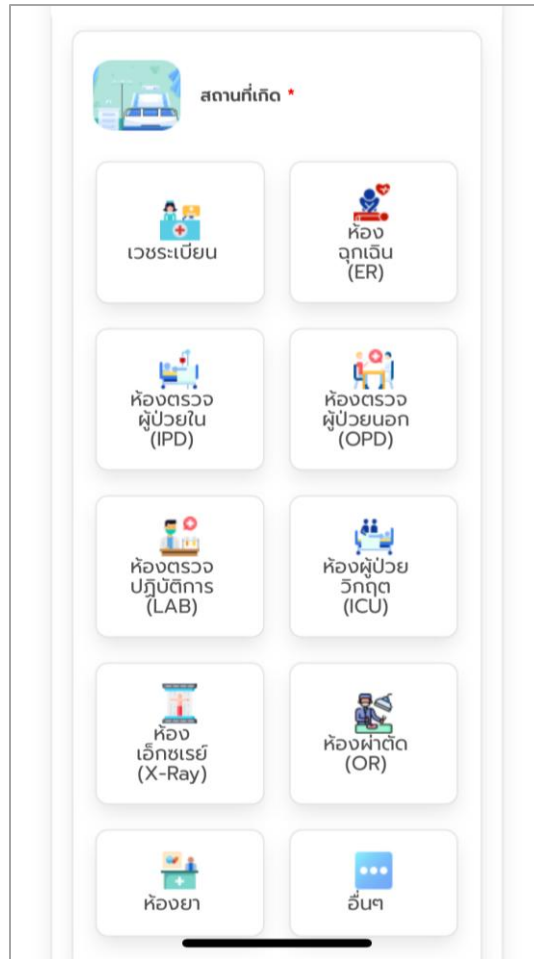 สถานที่เกิด *
เวชระเบียน
ห้อง
ฉุกเฉิน
(ER)
ห้องตรวจ
ผู้ป่วยใน
(IPD)
ห้องตรวจ
ผู้ป่วยนอก
(OPD)
ห้องตรวจ
ปฏิบัติการ
(LAB)
ห้องผู้ป่วย
วิกฤต
(ICU)
ห้อง
เอ็กซเรย์
(X-Ray)
ห้องผ่าตัด
(OR)
ห้องยา
อื่นๆ